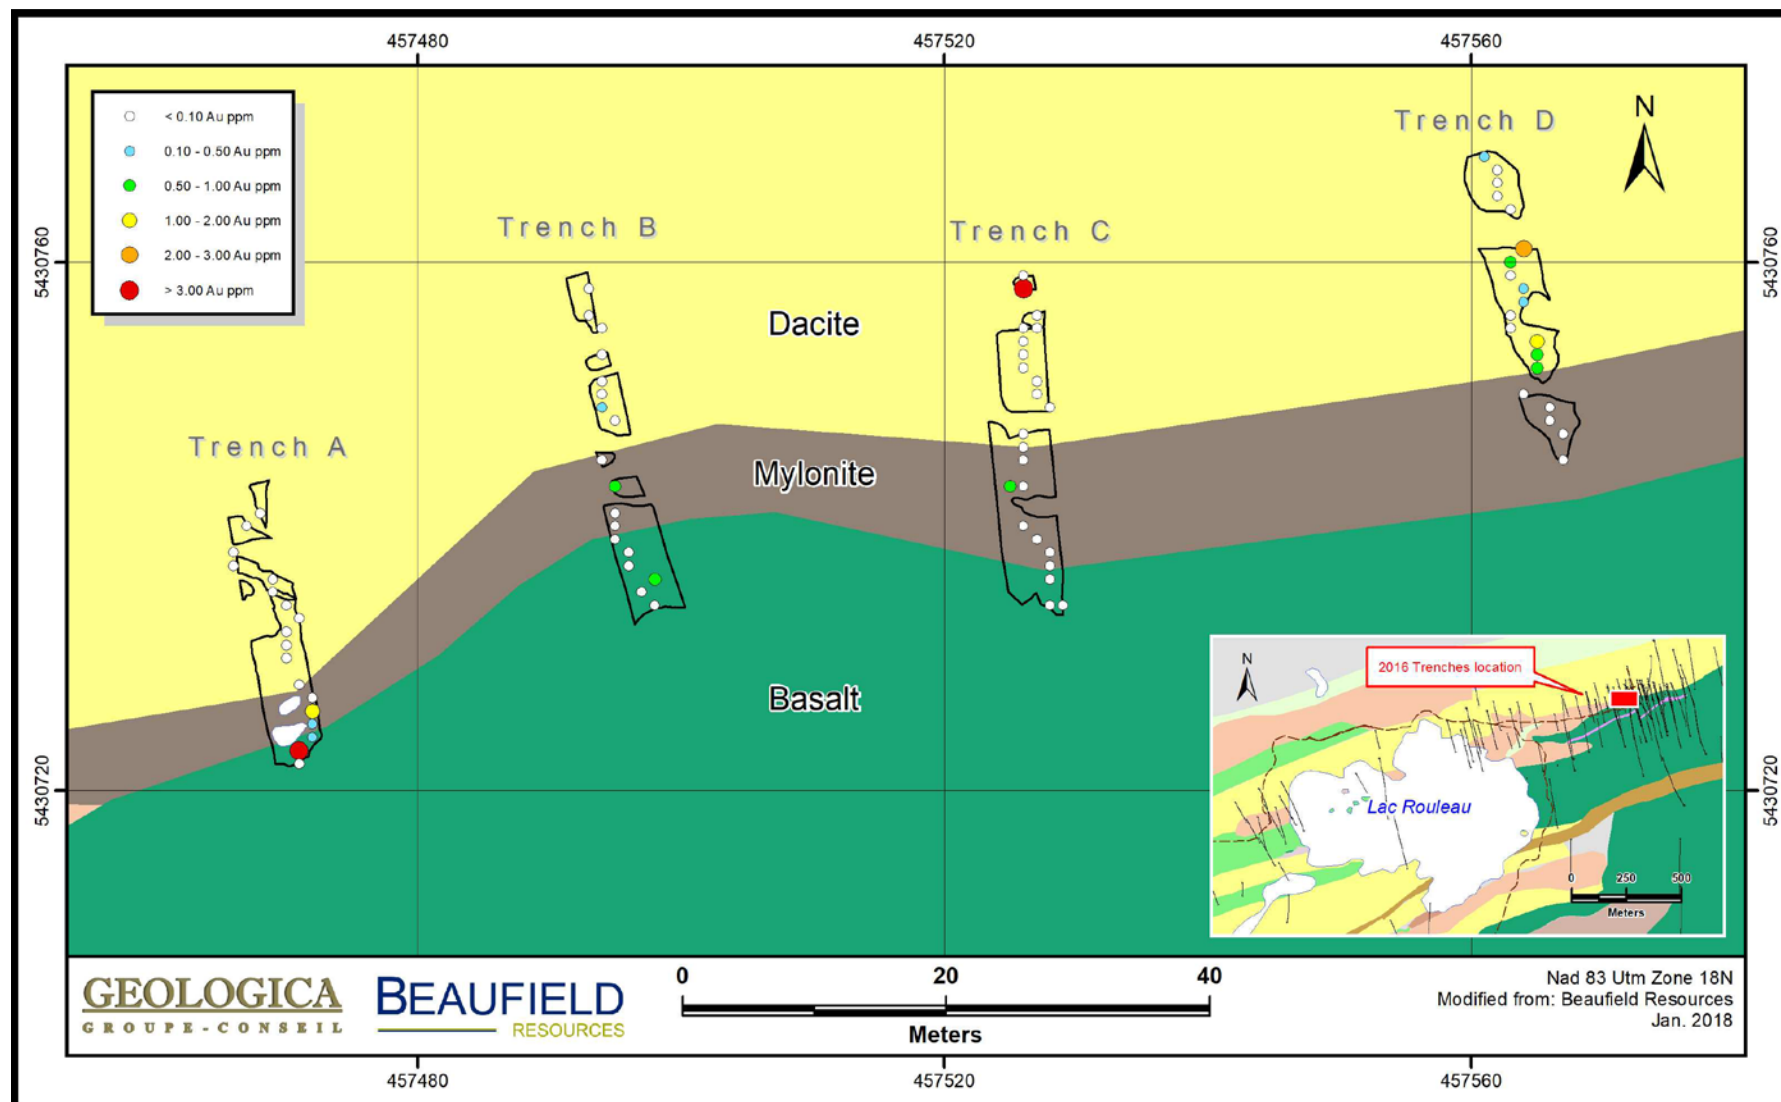 457480
457520
457560
< 0.10 Au ppm
0.10 - 0.50 Au ppm
0.50 - 1.00 Au ppm
1.00 - 2.00 Au ppm
2.00 - 3.00 Au ppm
> 3.00 Au ppm
N
Trench D
Trench B
Trench C
5430760
5430760
Dacite
Trench A
Mylonite
Basalt
N
2016 Trenches location
Lac Rouleau
0 250 500
Meters
5430720
5430720
GEOLOGICA
GROUPE-CONSEIL
BEAUFIELD
RESOURCES
0 20 40
Meters
Nad 83 Utm Zone 18N
Modified from: Beaufield Resources
Jan. 2018
457480
457520
457560